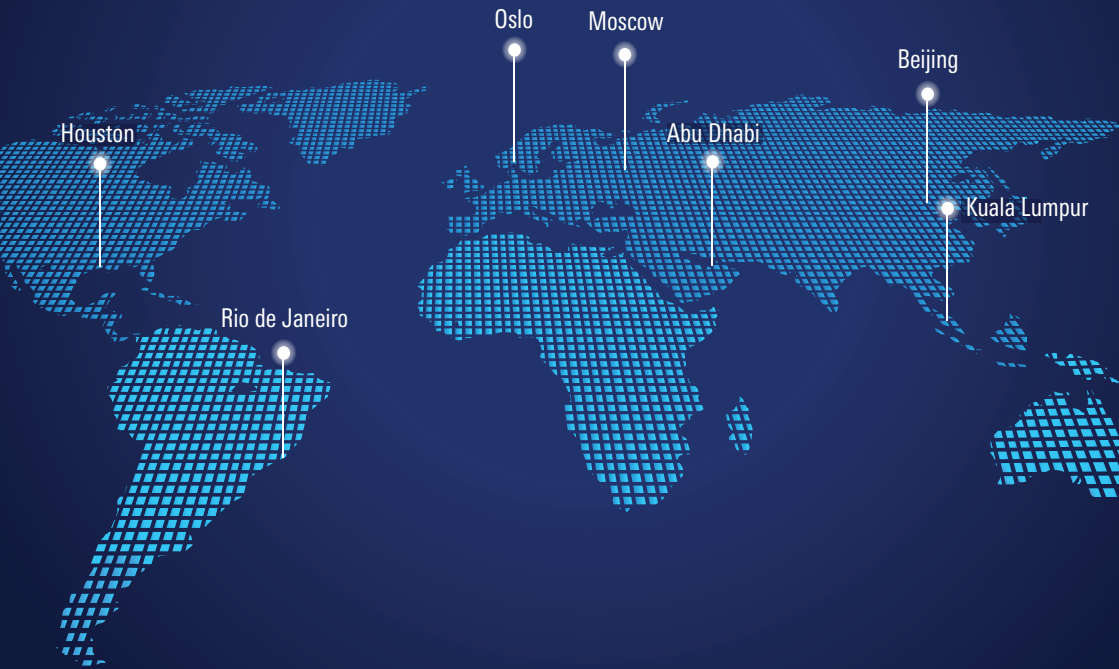 Oslo
Moscow
Beijing
Houston
Abu Dhabi
Kuala Lumpur
Rio de Janeiro